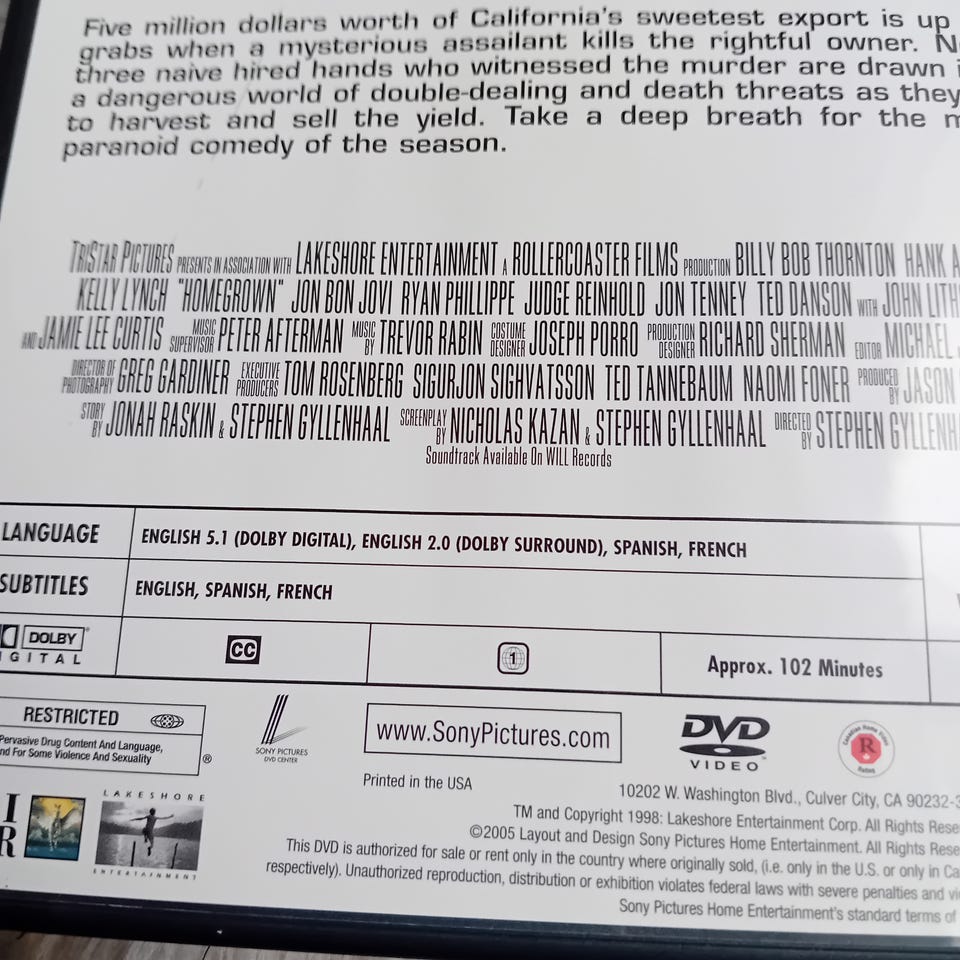 Five million dollars worth of California's sweetest export is up
grabs when a mysterious assailant kills the rightful owner.
three naive hired hands who witnessed the murder are drawn
a dangerous world of double-dealing and death threats as they
to harvest and sell the yield. Take a deep breath for the
paranoid comedy of the season.
TRISTAR PICTURES PRESENTS IN ASSOCIATION WITH LAKESHORE ENTERTAINMENT A ROLLERCOASTER FILMS PRODUCTION BILLY BOB THORNTON HANK
KELLY LYNCH "HOMEGROWN" JON BON JOVI RYAN PHILLIPPE JUDGE REINHOLD JON TENNEY TED DANSON WITH JOHN
AND JAMIE LEE CURTIS MUSIC SUPERVISOR PETER AFTERMAN MUSIC BY TREVOR RABIN COSTUME DESIGNER JOSEPH PORRO PRODUCTION DESIGNER RICHARD SHERMAN EDITOR MICHAEL
DIRECTOR OF PHOTOGRAPHY GREG GARDINER EXECUTIVE PRODUCERS TOM ROSENBERG SIGURJON SIGHVATSSON TED TANNEBAUM NAOMI FONER PRODUCED BY JASON
STORY BY JONAH RASKIN & STEPHEN GYLLENHAAL SCREENPLAY BY NICHOLAS KAZAN & STEPHEN GYLLENHAAL DIRECTED BY STEPHEN
Soundtrack Available On WILL Records
LANGUAGE ENGLISH 5.1 (DOLBY DIGITAL), ENGLISH 2.0 (DOLBY SURROUND), SPANISH, FRENCH
SUBTITLES ENGLISH, SPANISH, FRENCH
DOLBY
CC 1 Approx. 102 Minutes
RESTRICTED
Pervasive Drug Content And Language,
And For Some Violence And Sexuality ®
SONY PICTURES
DVD CENTER
www.SonyPictures.com
DVD
VIDEO
Canadian Home Video
R
Rated
Printed in the USA
LAKESHORE
ENTERTAINMENT
10202 W. Washington Blvd., Culver City, CA 90232-3
TM and Copyright 1998: Lakeshore Entertainment Corp. All Rights
©2005 Layout and Design Sony Pictures Home Entertainment. All Rights
This DVD is authorized for sale or rent only in the country where originally sold, (i.e. only in the U.S. or only in
respectively). Unauthorized reproduction, distribution or exhibition violates federal laws with severe penalties and
Sony Pictures Home Entertainment's standard terms of